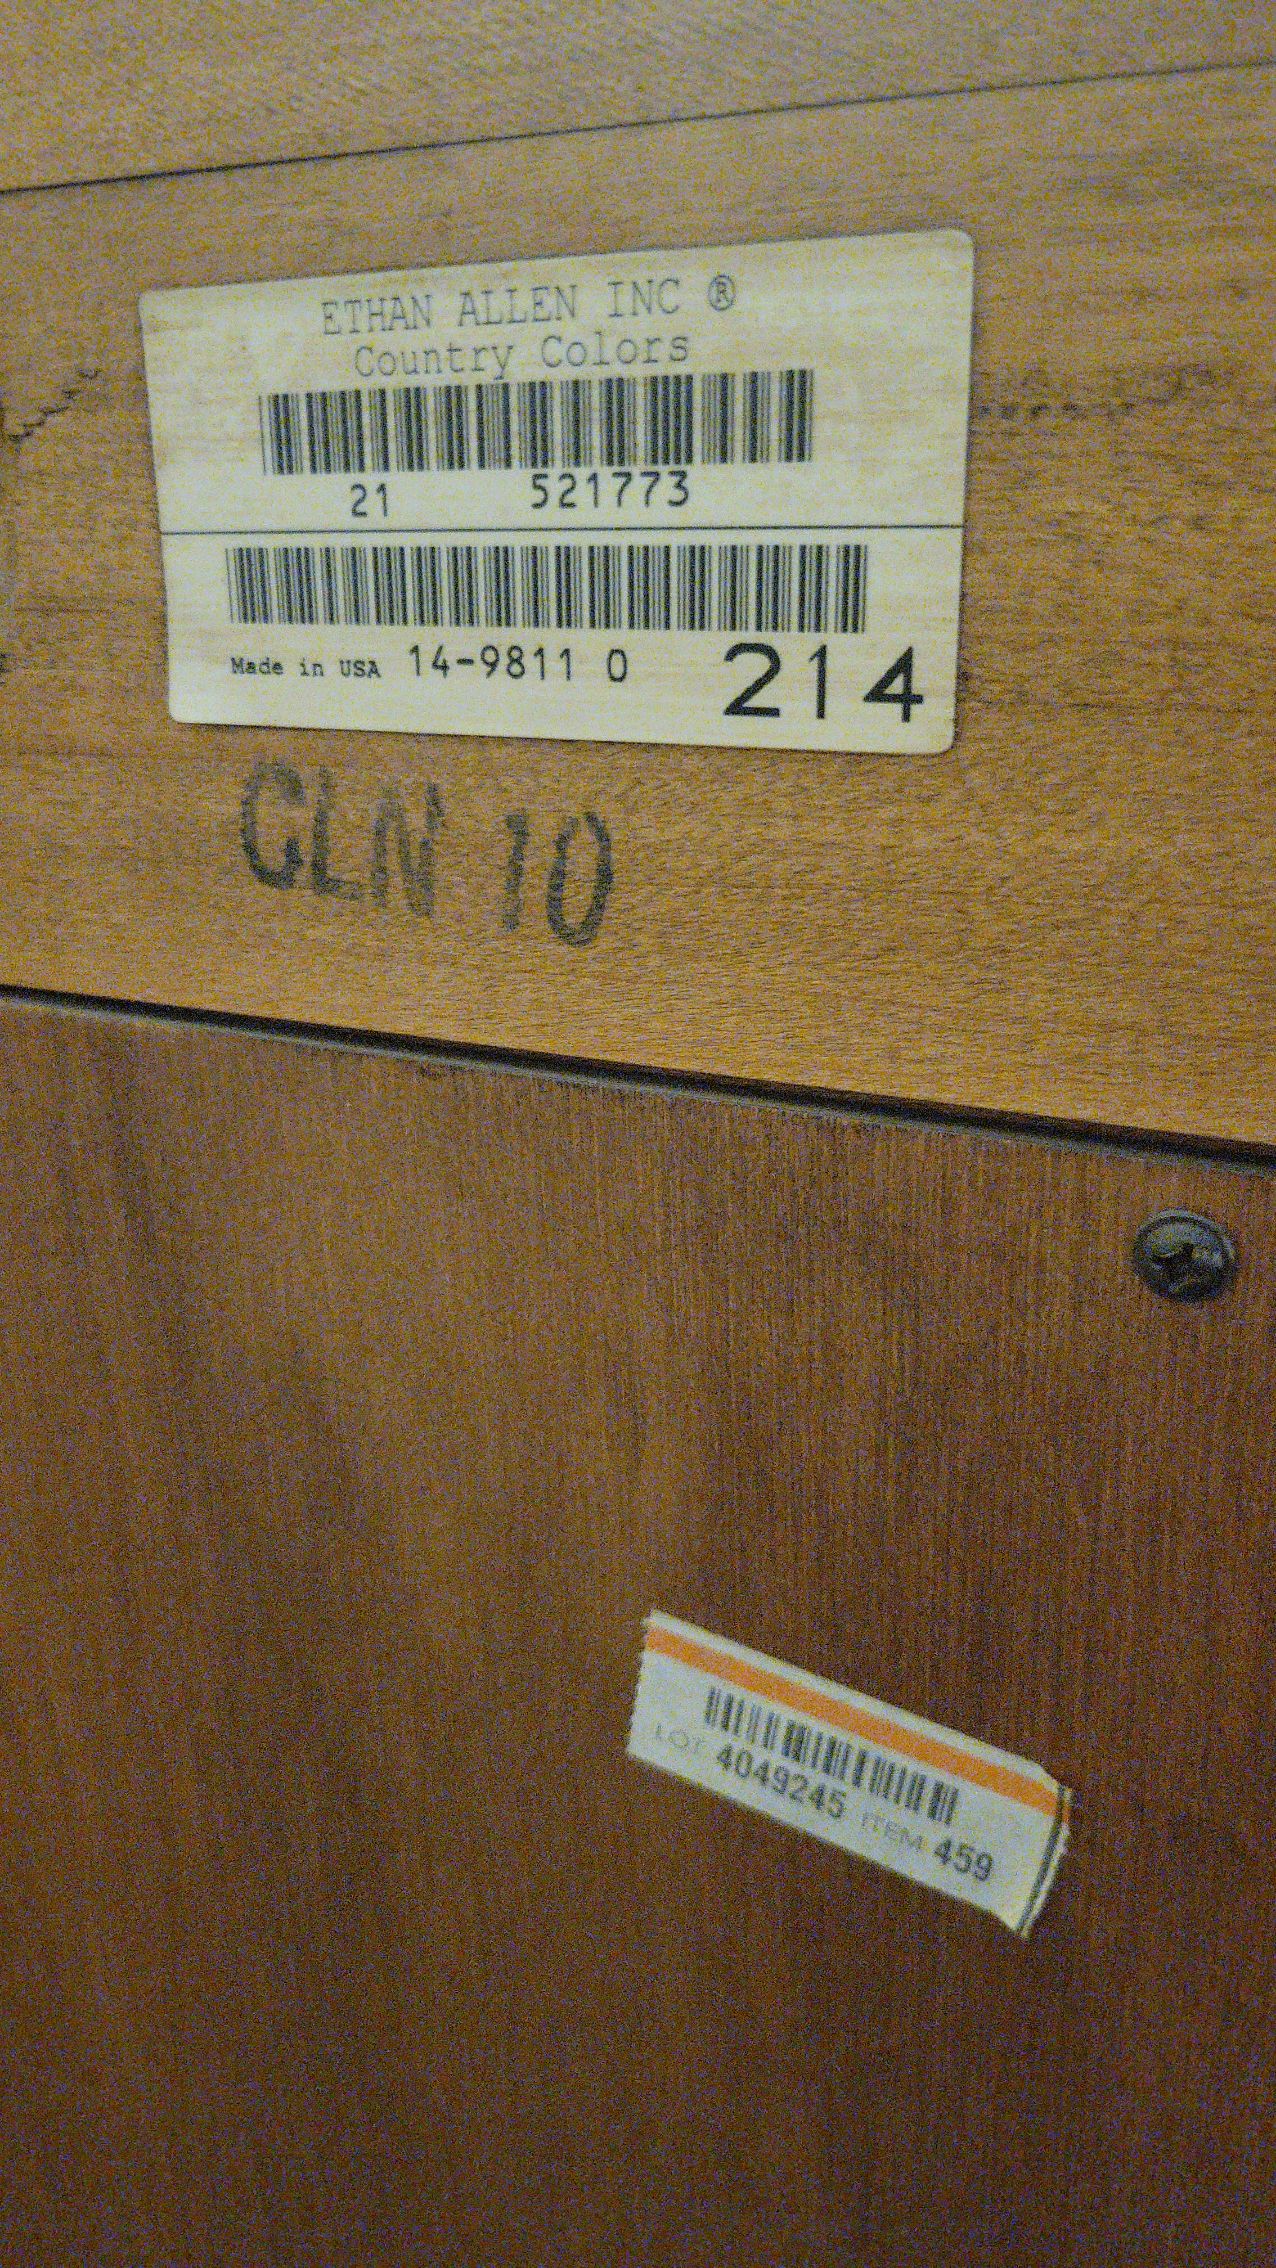 ETHAN ALLEN INC ®
Country Colors
21 521773
Made in USA 14-9811 0 214
CLN 10
LOT 4049245 ITEM 459